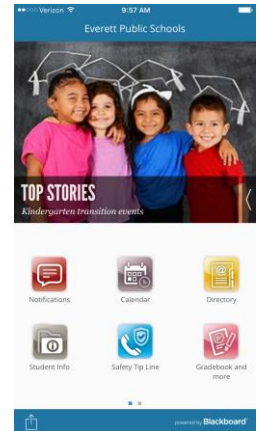 Verizon 9:57 AM
Everett Public Schools
TOP STORIES
Kindergarten transition events
Notifications Calendar Directory
Student Info Safety Tip Line Gradebook and
more
powered by Blackboard